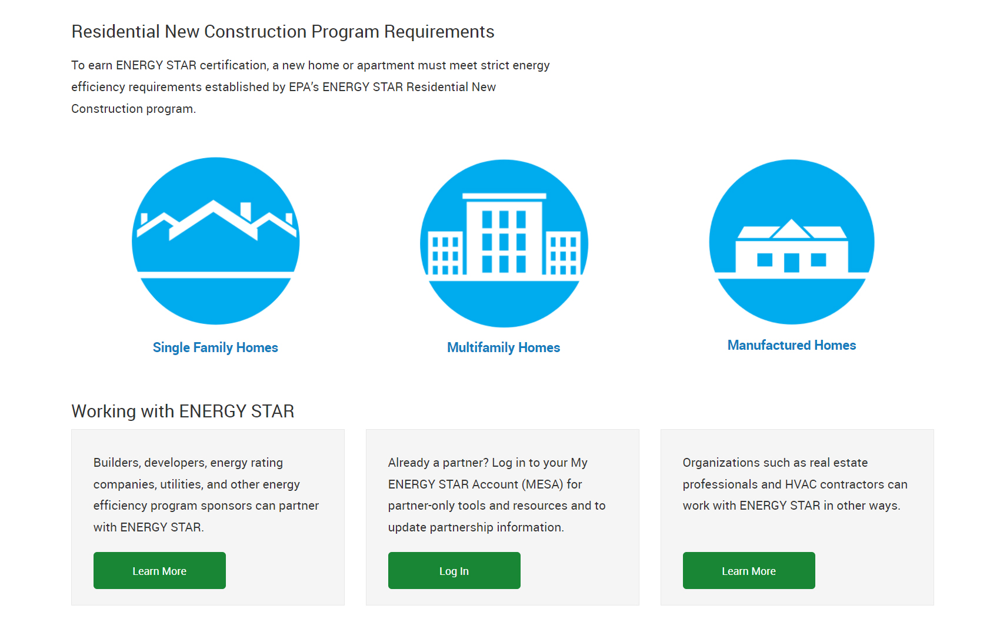 Residential New Construction Program Requirements
To earn ENERGY STAR certification, a new home or apartment must meet strict energy
efficiency requirements established by EPA’s ENERGY STAR Residential New
Construction program.
Single Family Homes
Multifamily Homes
Manufactured Homes
Working with ENERGY STAR
Builders, developers, energy rating
companies, utilities, and other energy
efficiency program sponsors can partner
with ENERGY STAR.
Learn More
Already a partner? Log in to your My
ENERGY STAR Account (MESA) for
partner-only tools and resources and to
update partnership information.
Log In
Organizations such as real estate
professionals and HVAC contractors can
work with ENERGY STAR in other ways.
Learn More